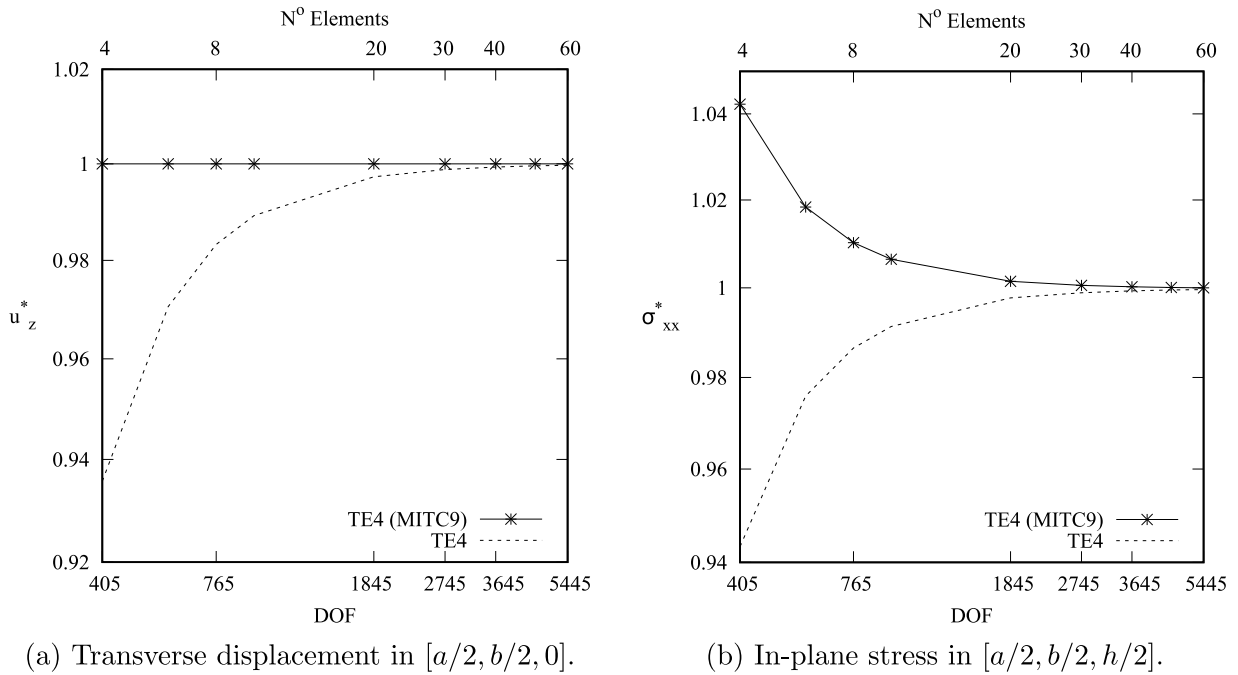 N° Elements
4 8 20 30 40 60
1.02
1
0.98
0.96
0.94
0.92
u*z
TE4 (MITC9)
TE4
405 765 1845 2745 3645 5445
DOF
(a) Transverse displacement in [a/2, b/2, 0].
N° Elements
4 8 20 30 40 60
1.04
1.02
1
0.98
0.96
0.94
σ*xx
TE4 (MITC9)
TE4
405 765 1845 2745 3645 5445
DOF
(b) In-plane stress in [a/2, b/2, h/2].